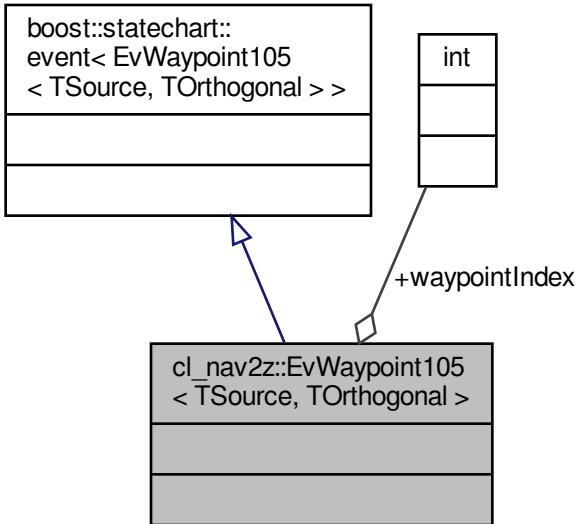 boost::statechart::
event< EvWaypoint105
< TSource, TOrthogonal > >
int
+waypointIndex
cl_nav2z::EvWaypoint105
< TSource, TOrthogonal >